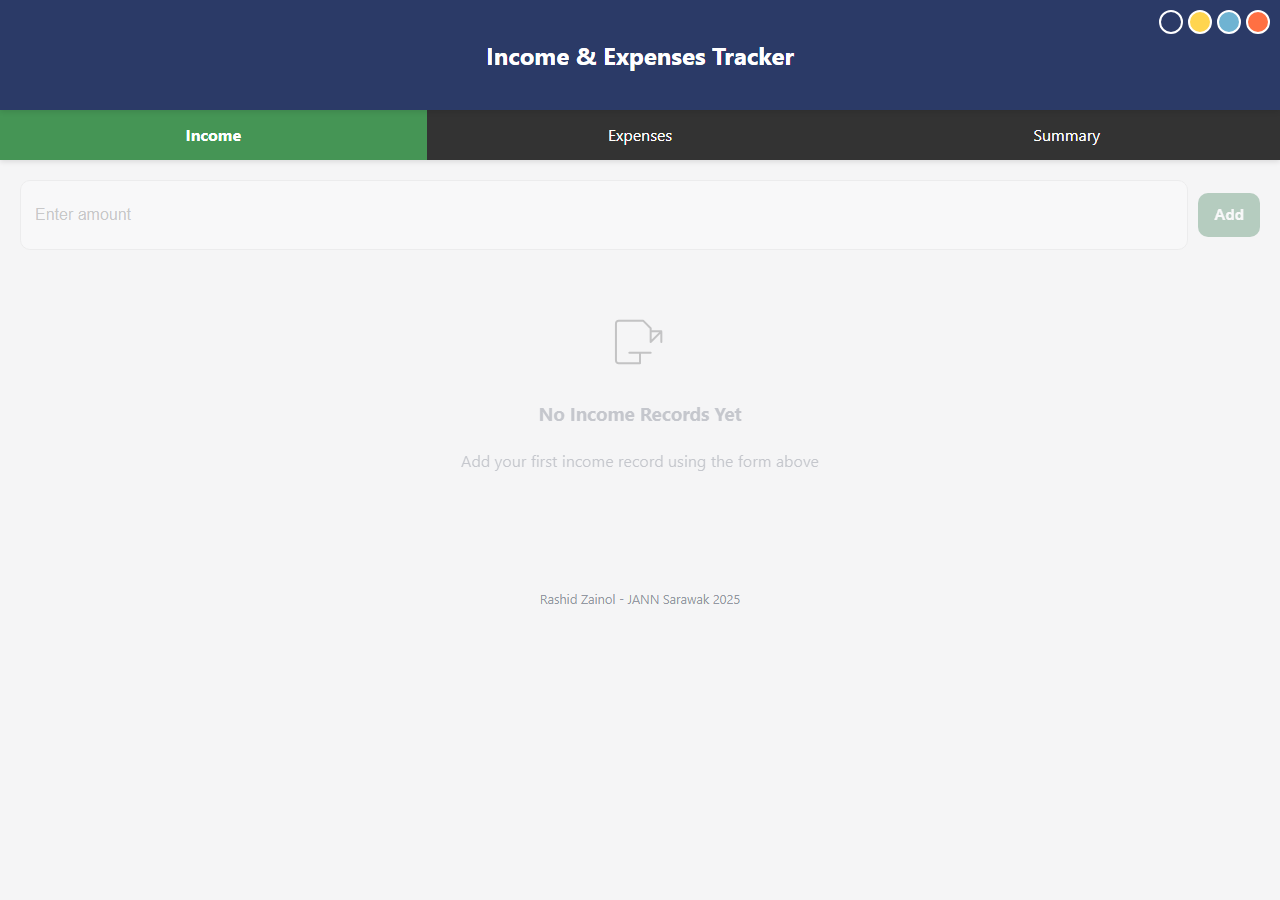 Income & Expenses Tracker
Income
Expenses
Summary
Enter amount
Add
No Income Records Yet
Add your first income record using the form above
Rashid Zainol - JANN Sarawak 2025